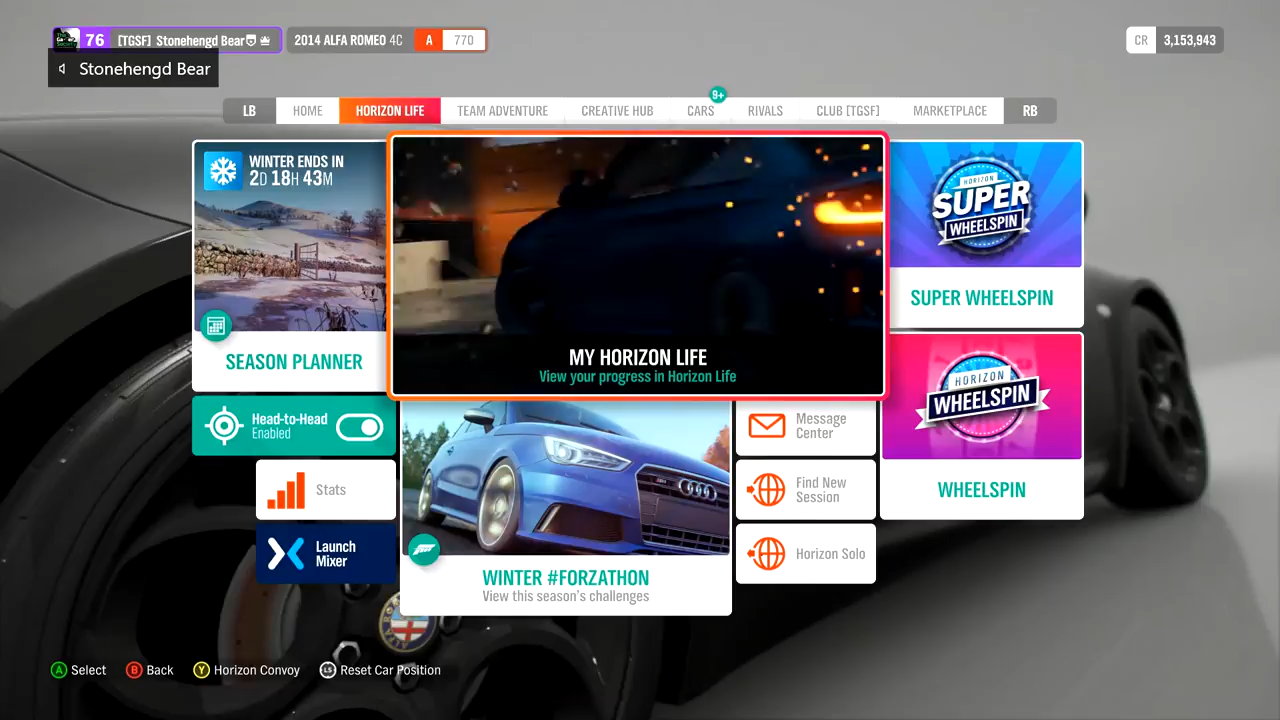 76 [TGSF] Stonehengd Bear
2014 ALFA ROMEO 4C
A 770
CR 3,153,943
Stonehengd Bear
LB
HOME
HORIZON LIFE
TEAM ADVENTURE
CREATIVE HUB
CARS
9+
RIVALS
CLUB [TGSF]
MARKETPLACE
RB
WINTER ENDS IN
2D 18H 43M
SEASON PLANNER
MY HORIZON LIFE
View your progress in Horizon Life
HORIZON
SUPER
WHEELSPIN
SUPER WHEELSPIN
HORIZON
WHEELSPIN
WHEELSPIN
Head-to-Head
Enabled
Stats
Launch
Mixer
WINTER #FORZATHON
View this season's challenges
Message
Center
Find New
Session
Horizon Solo
A Select
B Back
Y Horizon Convoy
LS Reset Car Position